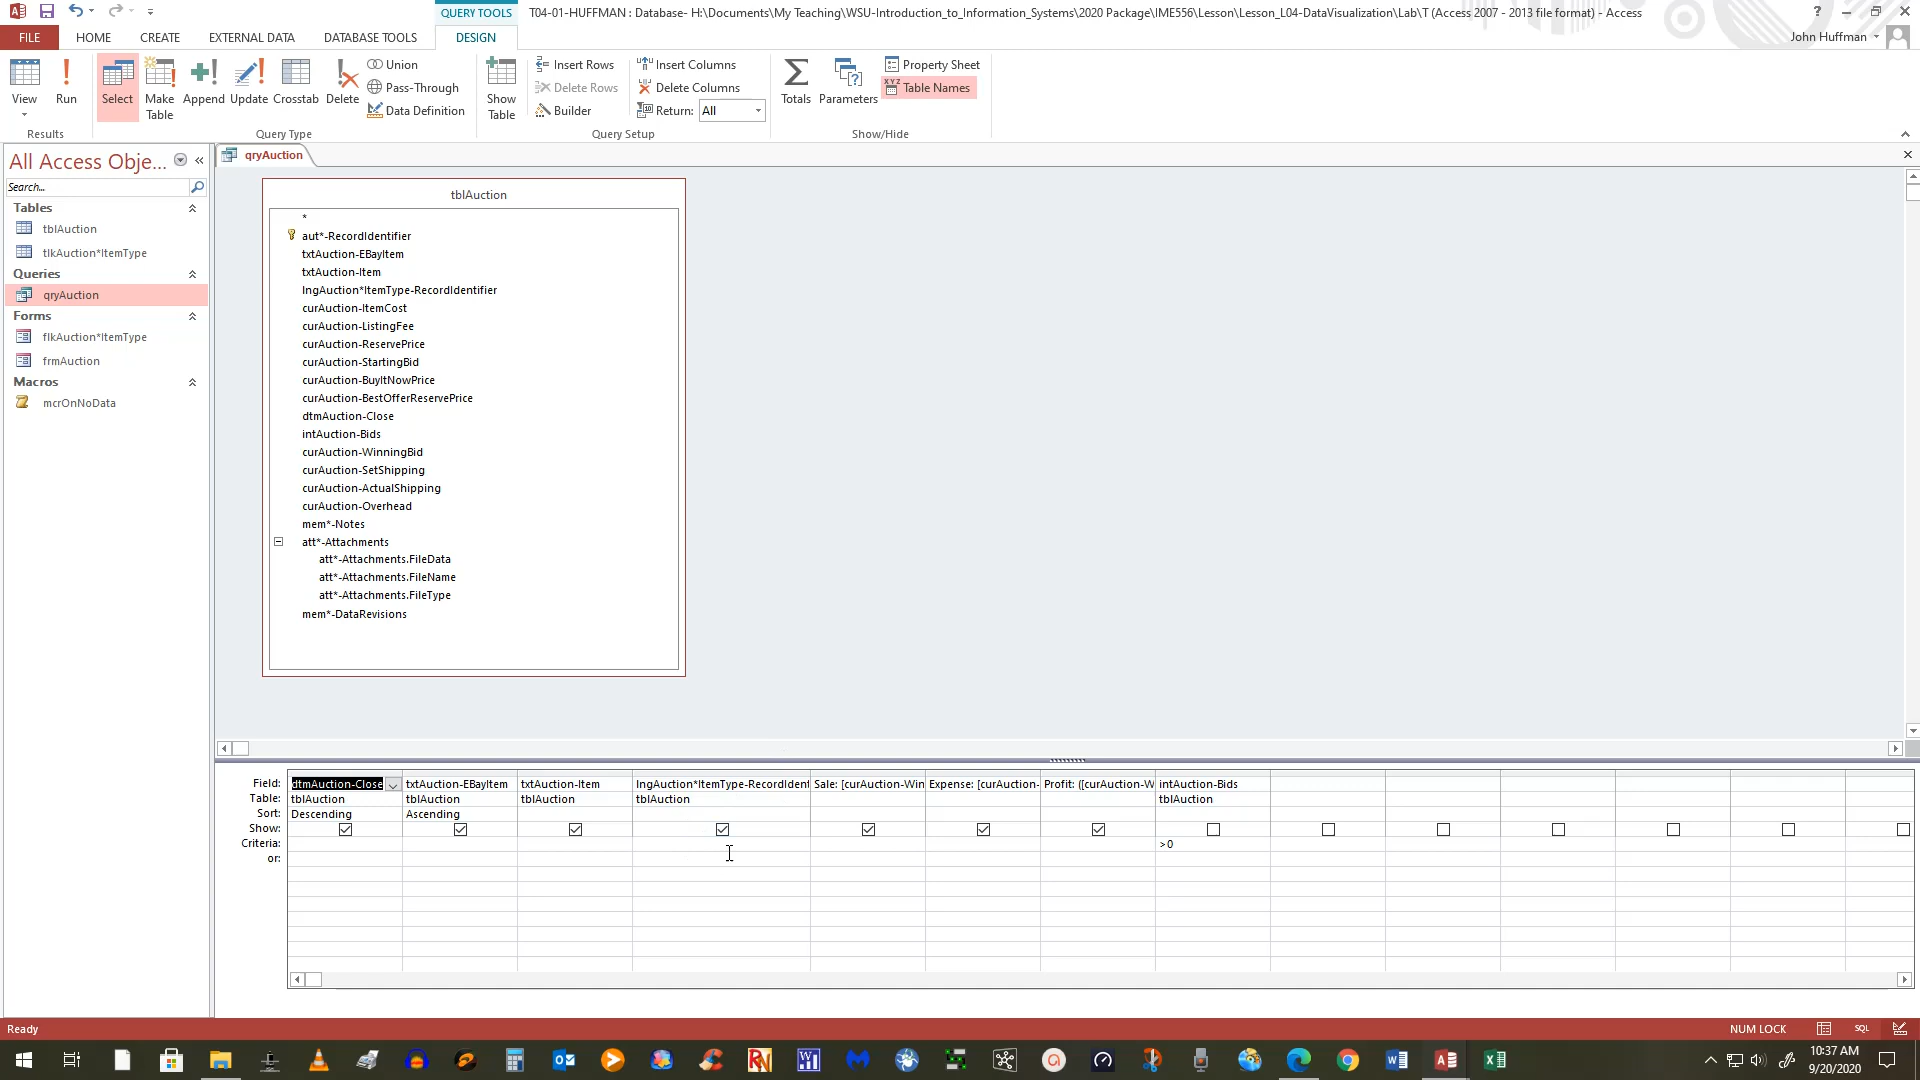 QUERY TOOLS
T04-01-HUFFMAN : Database- H:\Documents\My Teaching\WSU-Introduction_to_Information_Systems\2020 Package\IME556\Lesson\Lesson_L04-DataVisualization\Lab\T (Access 2007 - 2013 file format) - Access
?
FILE
HOME
CREATE
EXTERNAL DATA
DATABASE TOOLS
DESIGN
John Huffman
View
Run
Select
Make Table
Append
Update
Crosstab
Delete
Union
Pass-Through
Data Definition
Show Table
Insert Rows
Delete Rows
Builder
Insert Columns
Delete Columns
Return: All
Totals
Parameters
Property Sheet
Table Names
Results
Query Type
Query Setup
Show/Hide
All Access Obje...
Search...
Tables
tblAuction
tlkAuction*ItemType
Queries
qryAuction
Forms
flkAuction*ItemType
frmAuction
Macros
mcrOnNoData
qryAuction
tblAuction
*
aut*-RecordIdentifier
txtAuction-EBayItem
txtAuction-Item
lngAuction*ItemType-RecordIdentifier
curAuction-ItemCost
curAuction-ListingFee
curAuction-ReservePrice
curAuction-StartingBid
curAuction-BuyItNowPrice
curAuction-BestOfferReservePrice
dtmAuction-Close
intAuction-Bids
curAuction-WinningBid
curAuction-SetShipping
curAuction-ActualShipping
curAuction-Overhead
mem*-Notes
att*-Attachments
att*-Attachments.FileData
att*-Attachments.FileName
att*-Attachments.FileType
mem*-DataRevisions
Field: dtmAuction-Close txtAuction-EBayItem txtAuction-Item lngAuction*ItemType-RecordIdent Sale: [curAuction-Win Expense: [curAuction- Profit: ([curAuction-W intAuction-Bids
Table: tblAuction tblAuction tblAuction tblAuction tblAuction
Sort: Descending Ascending
Show:
Criteria: >0
or:
Ready
NUM LOCK
SQL
10:37 AM
9/20/2020